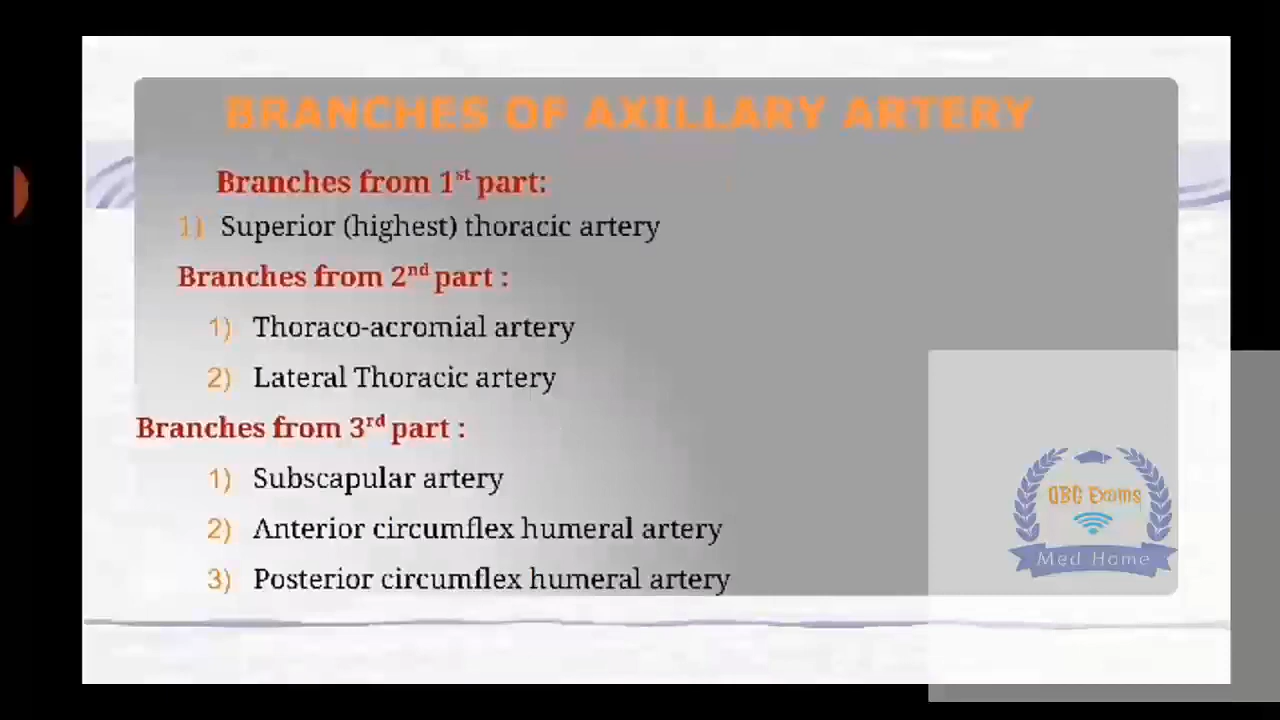 BRANCHES OF AXILLARY ARTERY
Branches from 1st part:
1) Superior (highest) thoracic artery
Branches from 2nd part :
1) Thoraco-acromial artery
2) Lateral Thoracic artery
Branches from 3rd part :
1) Subscapular artery
2) Anterior circumflex humeral artery
3) Posterior circumflex humeral artery
QBG Exams
Med Home